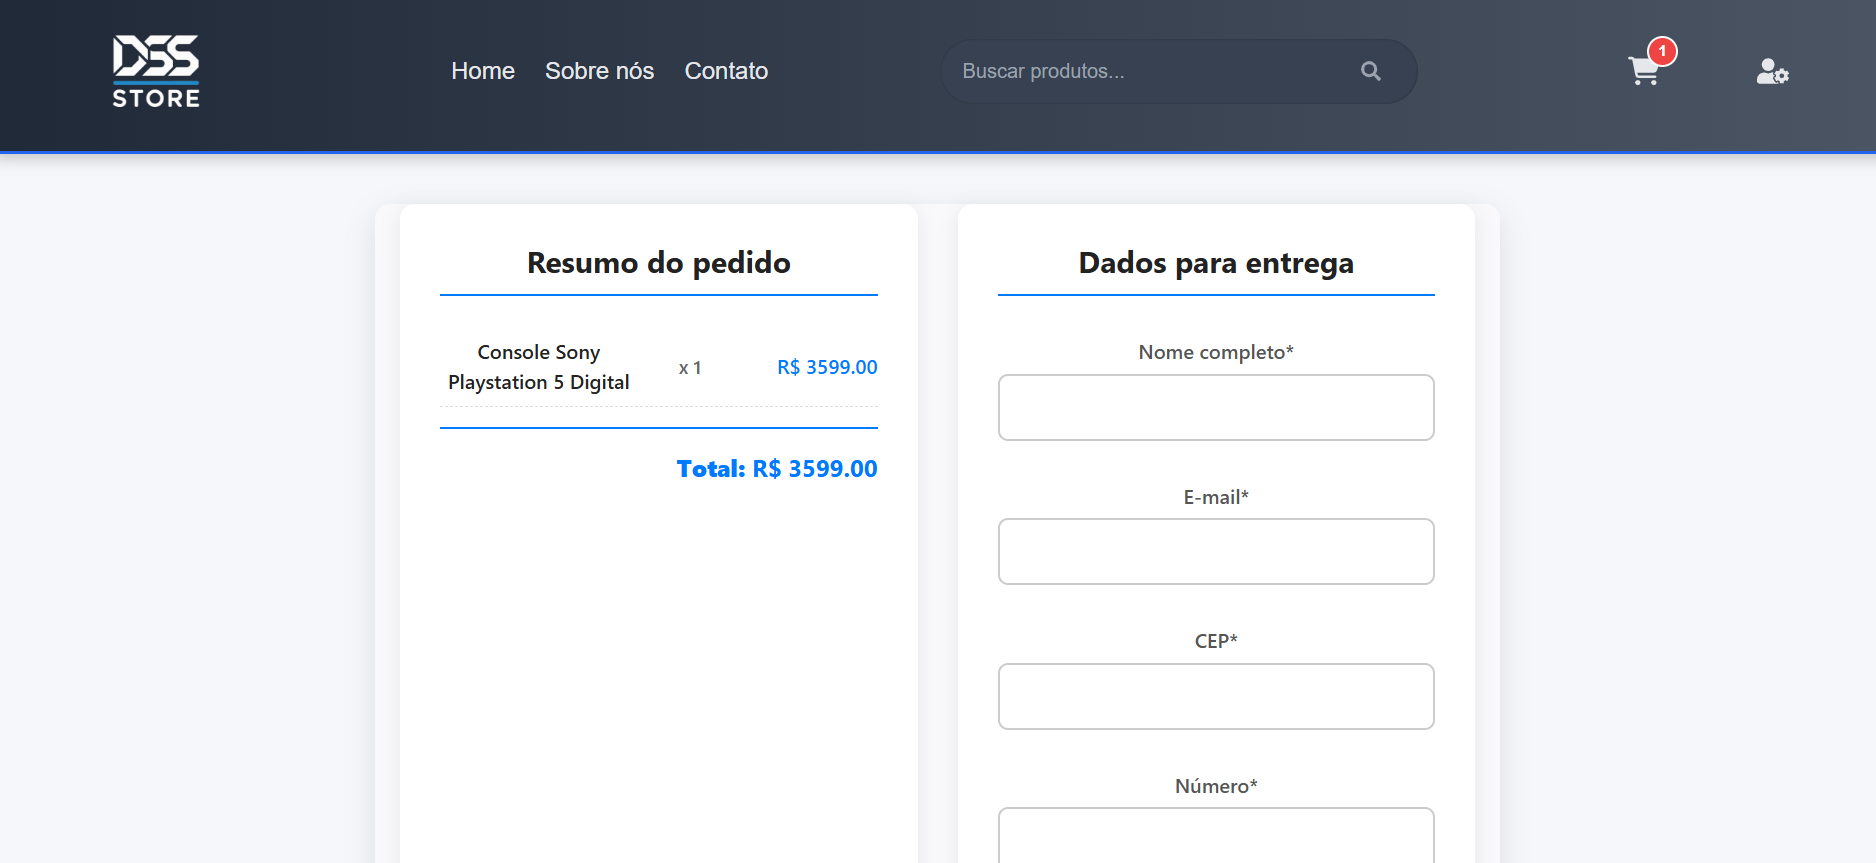 DSS
STORE
Home
Sobre nós
Contato
Buscar produtos...
1
Resumo do pedido
Console Sony
Playstation 5 Digital
x 1
R$ 3599.00
Total: R$ 3599.00
Dados para entrega
Nome completo*
E-mail*
CEP*
Número*